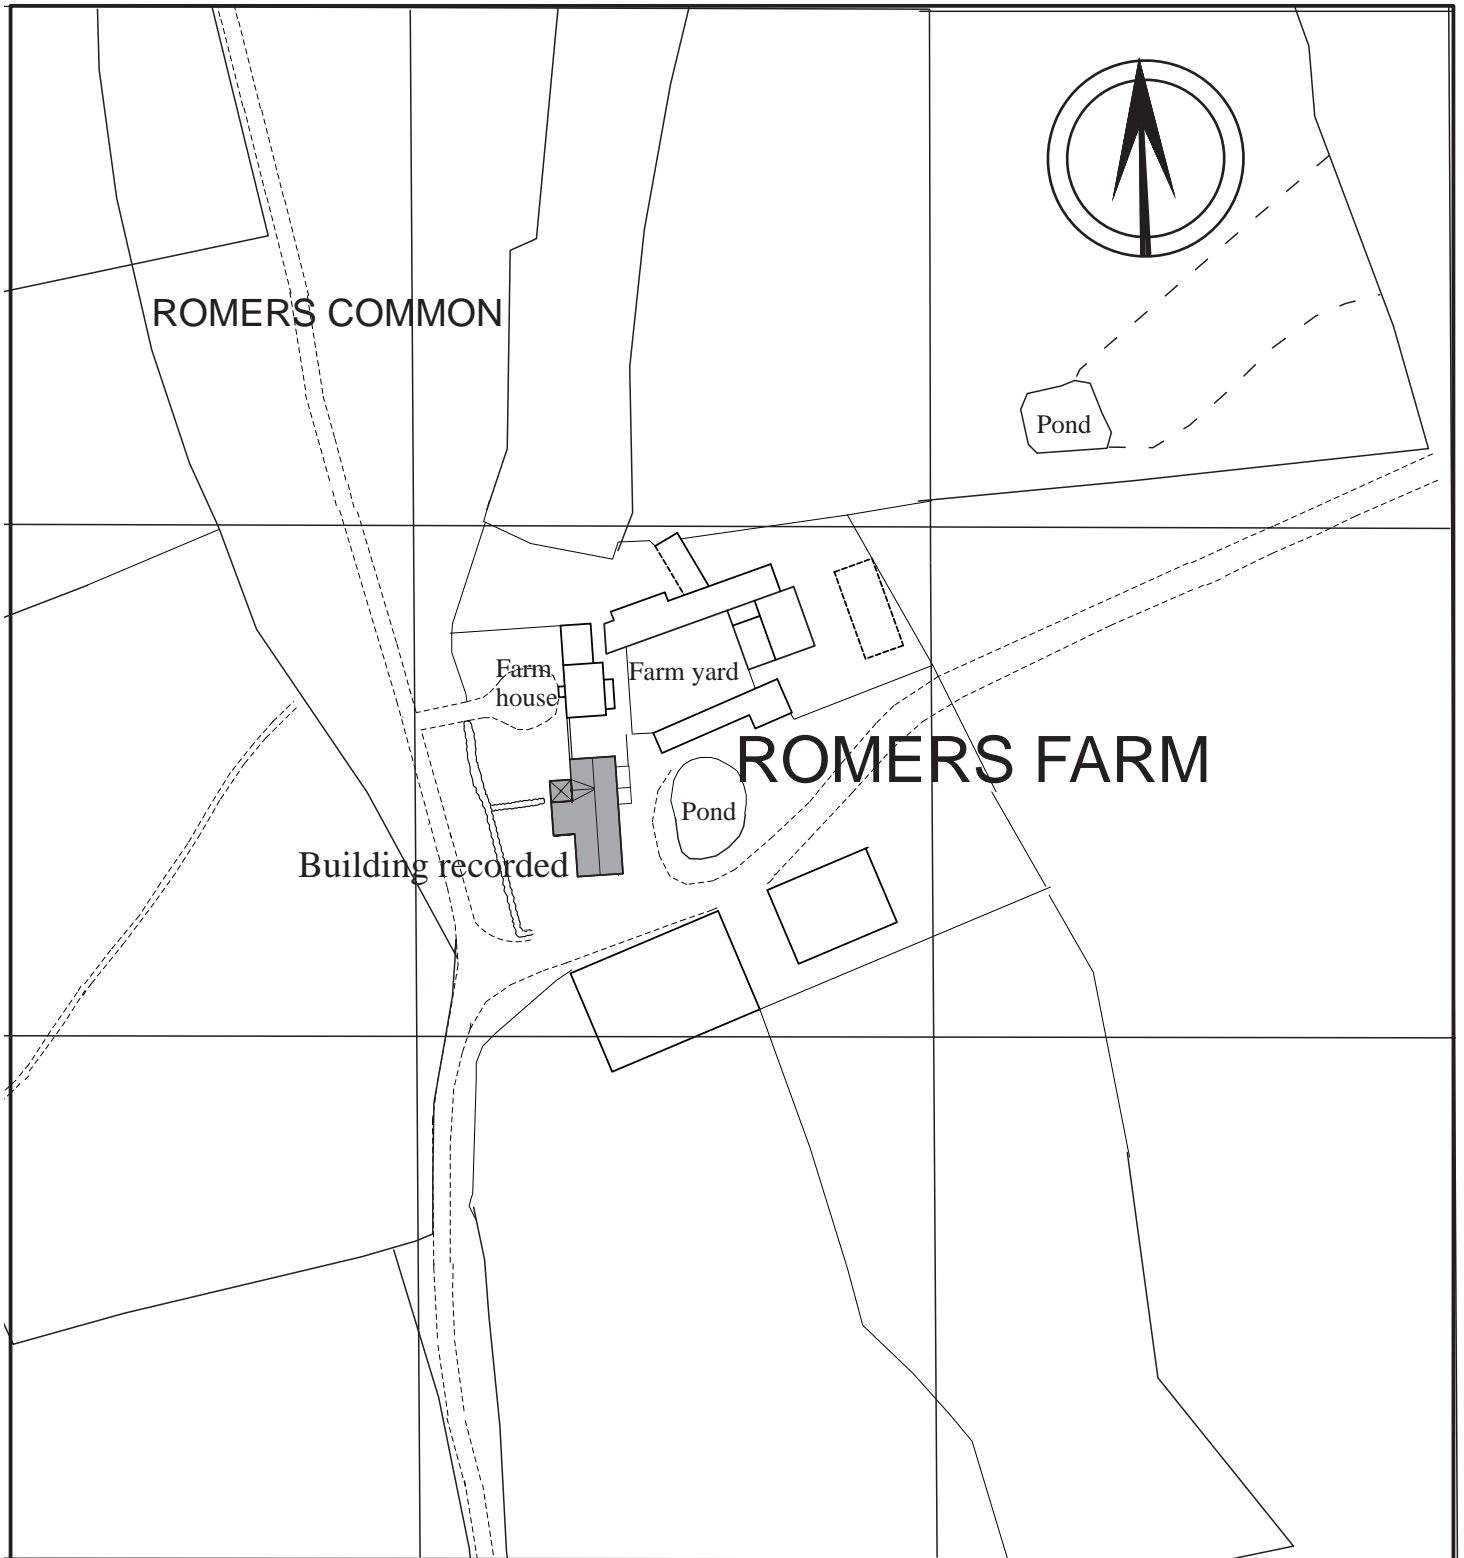 ROMERS COMMON
Pond
Farm
house
Farm yard
ROMERS FARM
Pond
Building recorded